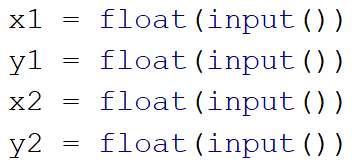 x1 = float(input())
y1 = float(input())
x2 = float(input())
y2 = float(input())